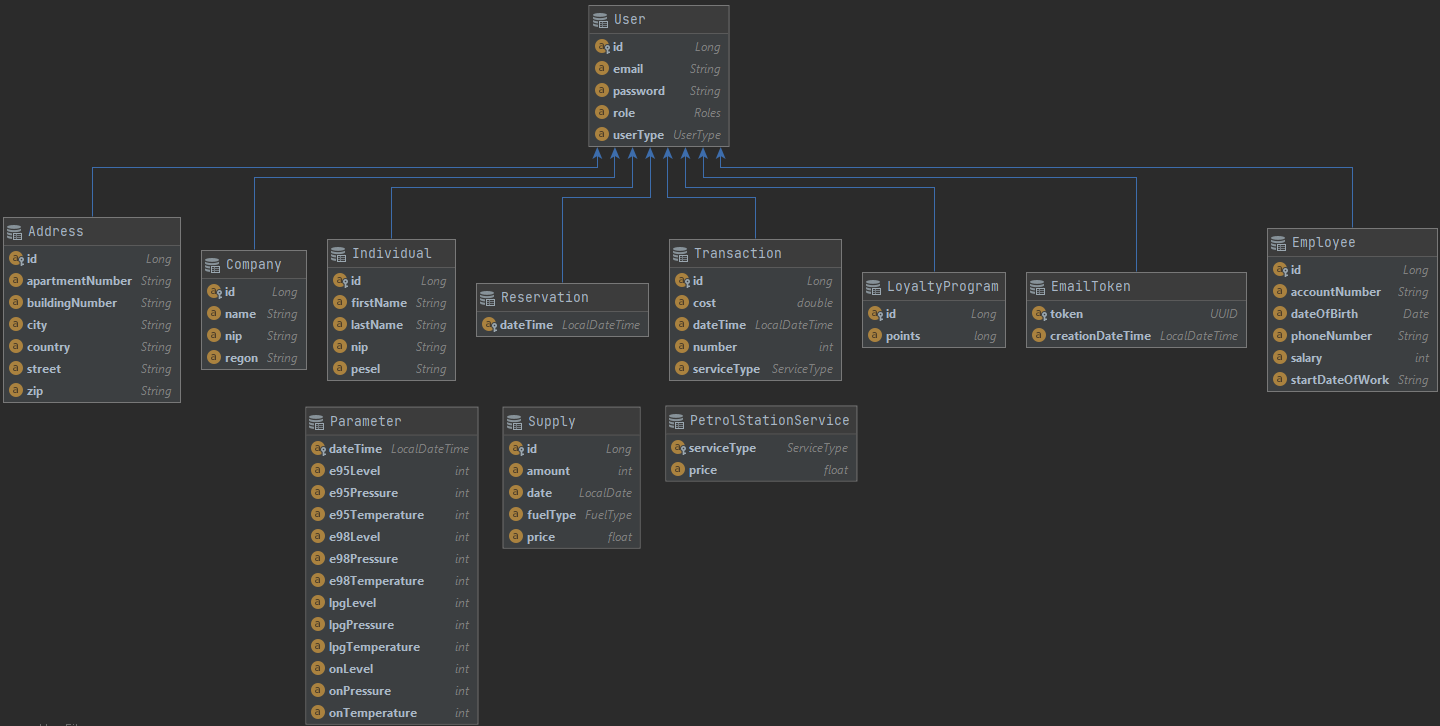 User
id Long
email String
password String
role Roles
userType UserType
Address
id Long
apartmentNumber String
buildingNumber String
city String
country String
street String
zip String
Company
id Long
name String
nip String
regon String
Individual
id Long
firstName String
lastName String
nip String
pesel String
Reservation
dateTime LocalDateTime
Transaction
id Long
cost double
dateTime LocalDateTime
number int
serviceType ServiceType
LoyaltyProgram
id Long
points long
EmailToken
token UUID
creationDateTime LocalDateTime
Employee
id Long
accountNumber String
dateOfBirth Date
phoneNumber String
salary int
startDateOfWork String
Parameter
dateTime LocalDateTime
e95Level int
e95Pressure int
e95Temperature int
e98Level int
e98Pressure int
e98Temperature int
lpgLevel int
lpgPressure int
lpgTemperature int
onLevel int
onPressure int
onTemperature int
Supply
id Long
amount int
date LocalDate
fuelType FuelType
price float
PetrolStationService
serviceType ServiceType
price float